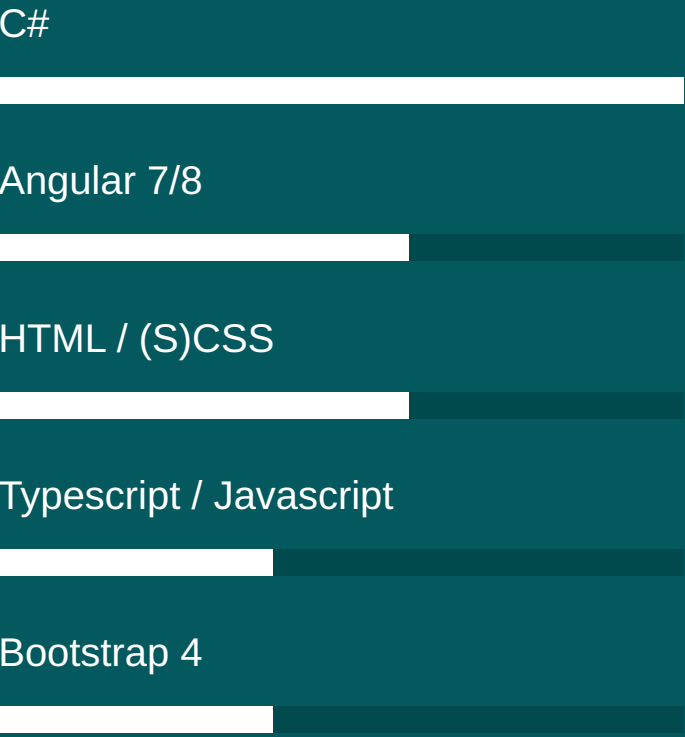 C#
Angular 7/8
HTML / (S)CSS
Typescript / Javascript
Bootstrap 4